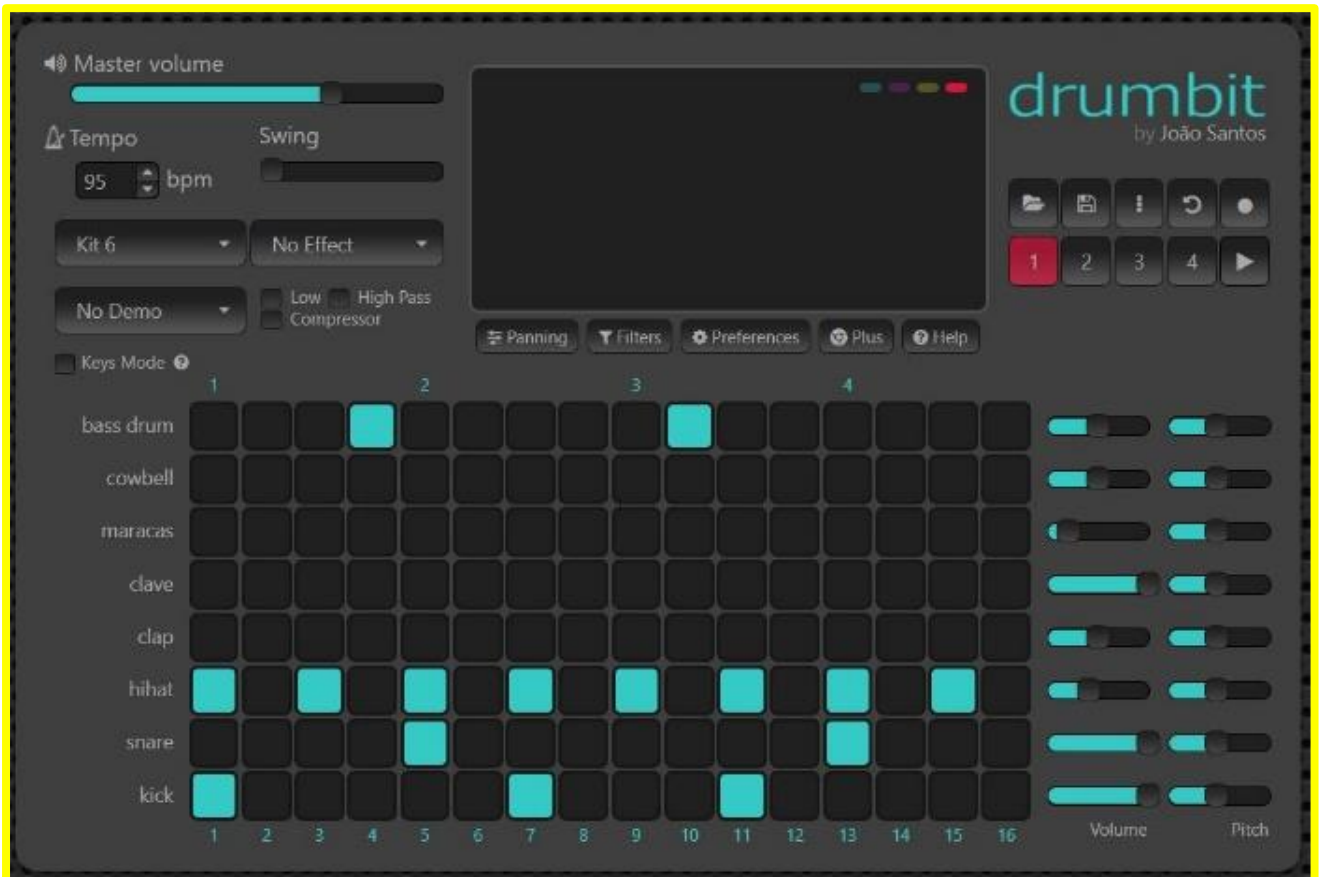 Master volume
drumbit
by João Santos
Tempo
Swing
95 bpm
Kit 6
No Effect
1 2 3 4
No Demo
Low High Pass
Compressor
Panning Filters Preferences Plus Help
Keys Mode
1 2 3 4
bass drum
cowbell
maracas
clave
clap
hihat
snare
kick
1 2 3 4 5 6 7 8 9 10 11 12 13 14 15 16
Volume Pitch